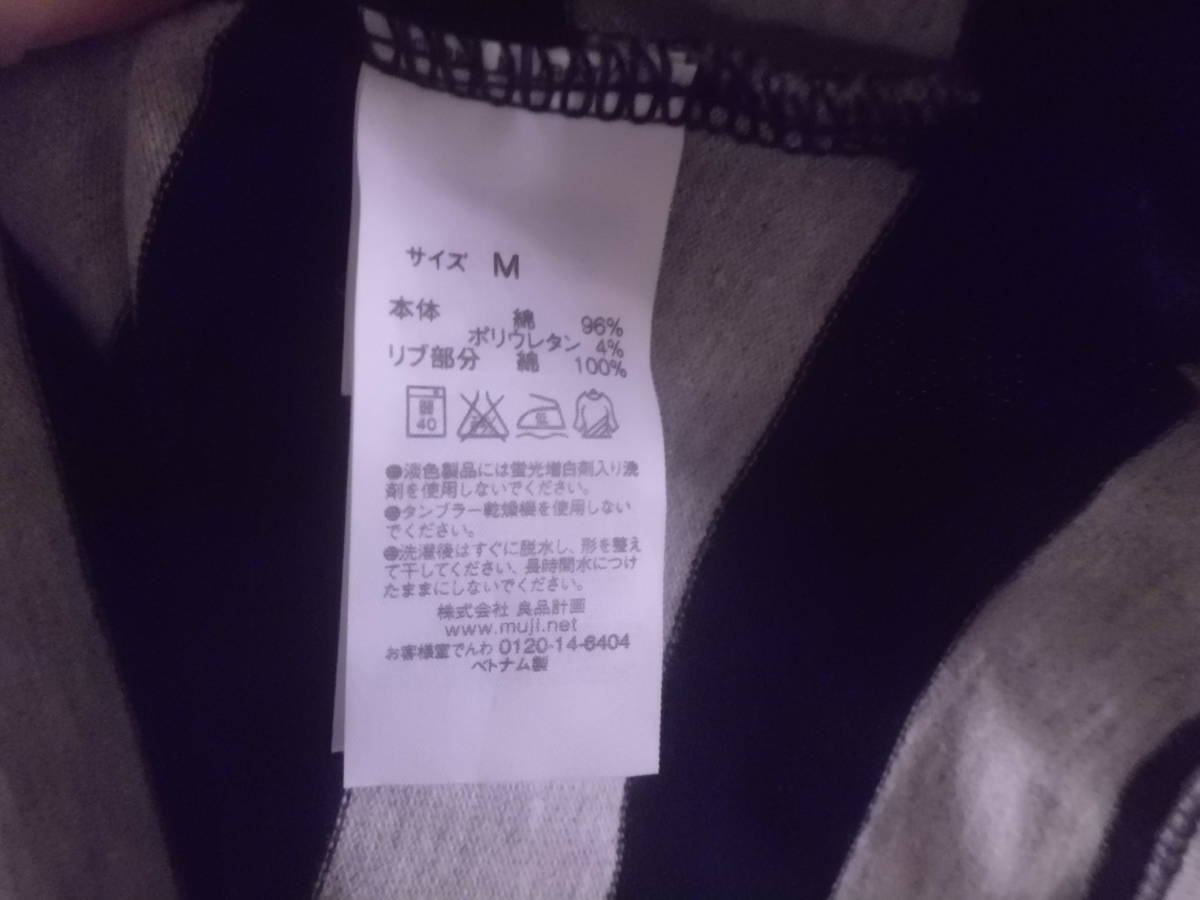 サイズ M
本体 綿 96%
ポリウレタン 4%
リブ部分 綿 100%
弱
40
低
●淡色製品には蛍光増白剤入り洗
剤を使用しないでください。
●タンブラー乾燥機を使用しない
でください。
●洗濯後はすぐに脱水し、形を整え
て干してください、長時間水につけ
たままにしないでください。
株式会社 良品計画
www.muji.net
お客様室でんわ 0120-14-6404
ベトナム製